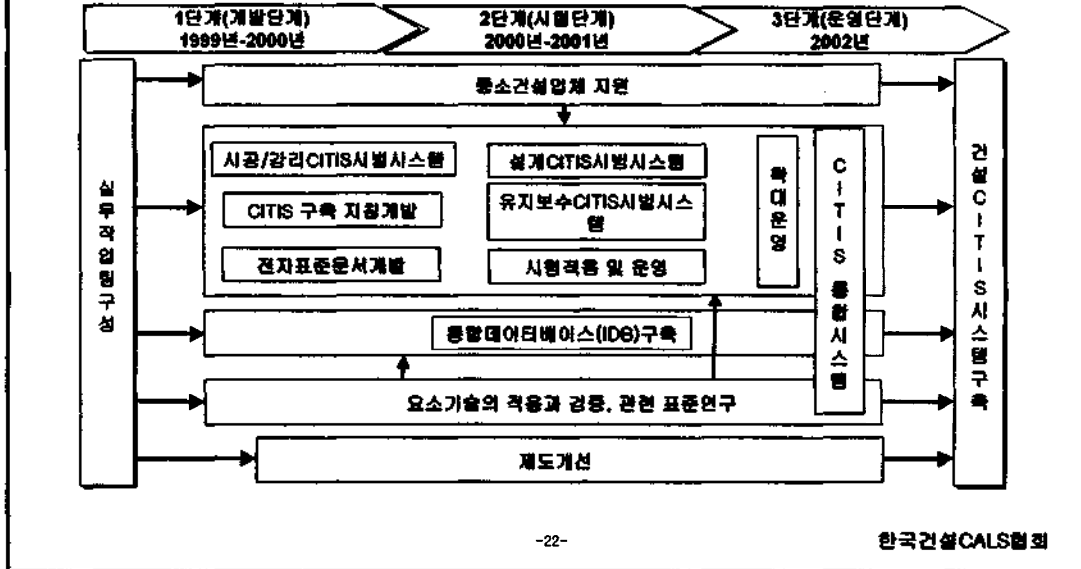 1단계(개발단계)
1999년-2000년
2단계(시험단계)
2000년-2001년
3단계(운영단계)
2002년
중소건설업체 지원
실무작업팀구성
시공/감리CITIS시범시스템
설계CITIS시범시스템
CITIS 구축 지침개발
유지보수CITIS시범시스
템
전자표준문서개발
시험적용 및 운영
확대운영
CITIS 통합시스템
건설CITIS시스템구축
통합데이터베이스(IDB)구축
요소기술의 적용과 검증, 관련 표준연구
제도개선
-22-
한국건설CALS협회